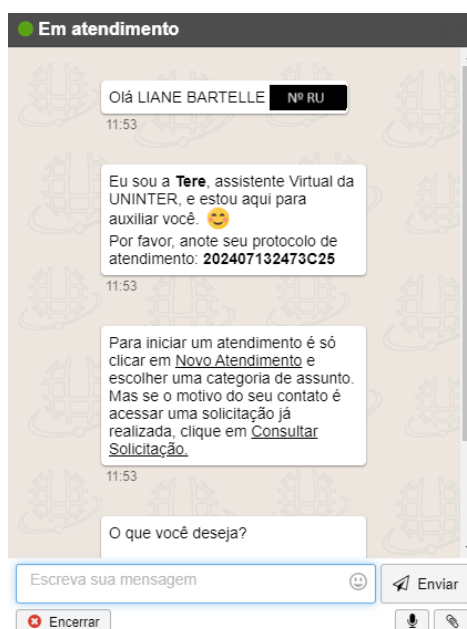 Em atendimento
Olá LIANE BARTELLE Nº RU
11:53
Eu sou a Tere, assistente Virtual da
UNINTER, e estou aqui para
auxiliar você.
Por favor, anote seu protocolo de
atendimento: 202407132473C25
11:53
Para iniciar um atendimento é só
clicar em Novo Atendimento e
escolher uma categoria de assunto.
Mas se o motivo do seu contato é
acessar uma solicitação já
realizada, clique em Consultar
Solicitação.
11:53
O que você deseja?
Escreva sua mensagem
Enviar
Encerrar